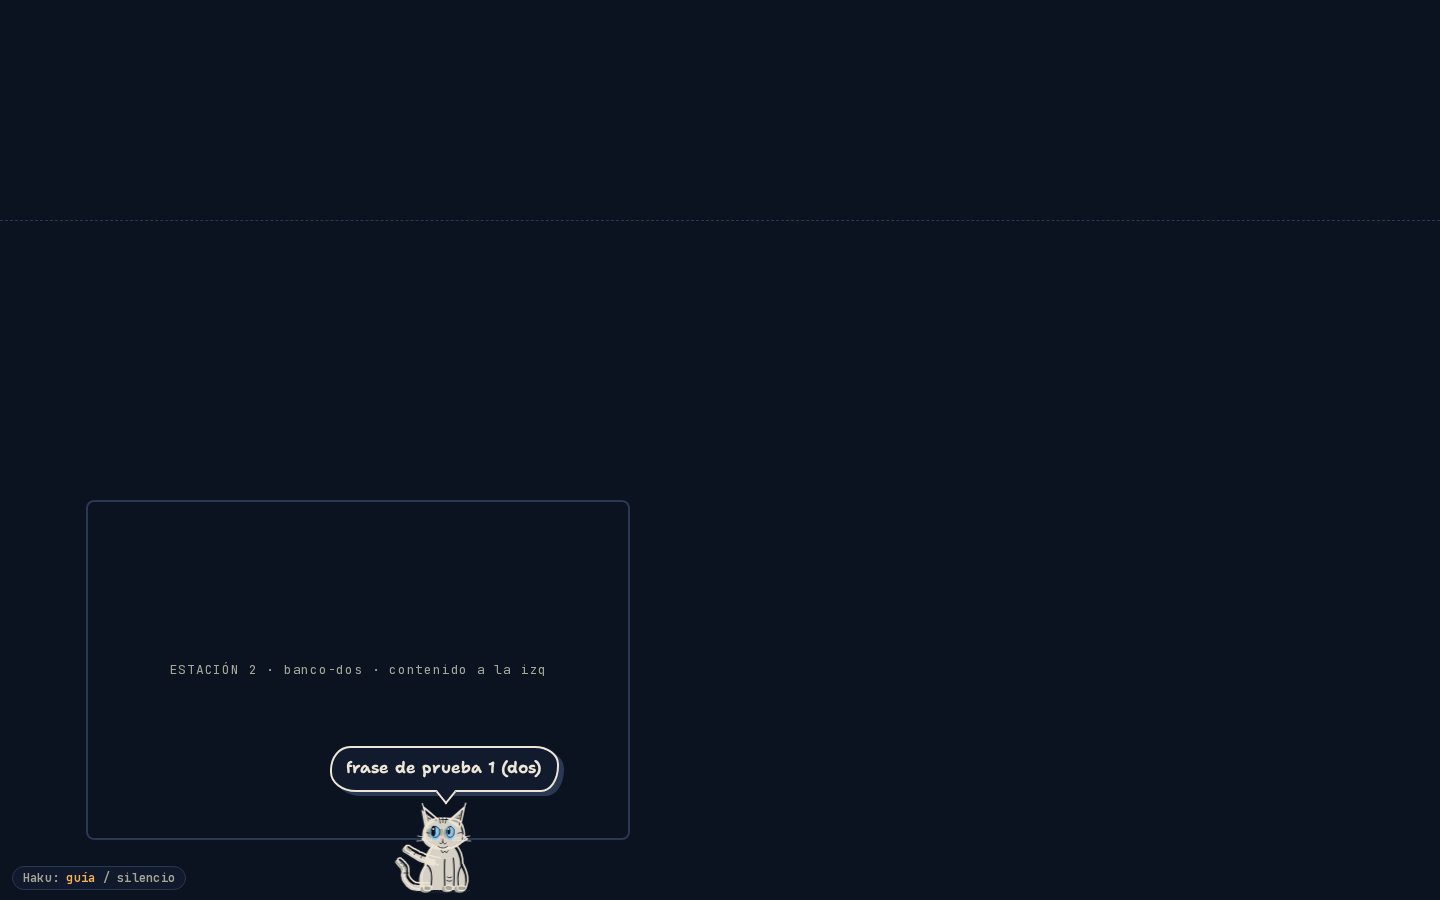 ESTACIÓN 2 · banco-dos · contenido a la izq
frase de prueba 1 (dos)
Haku: guía / silencio